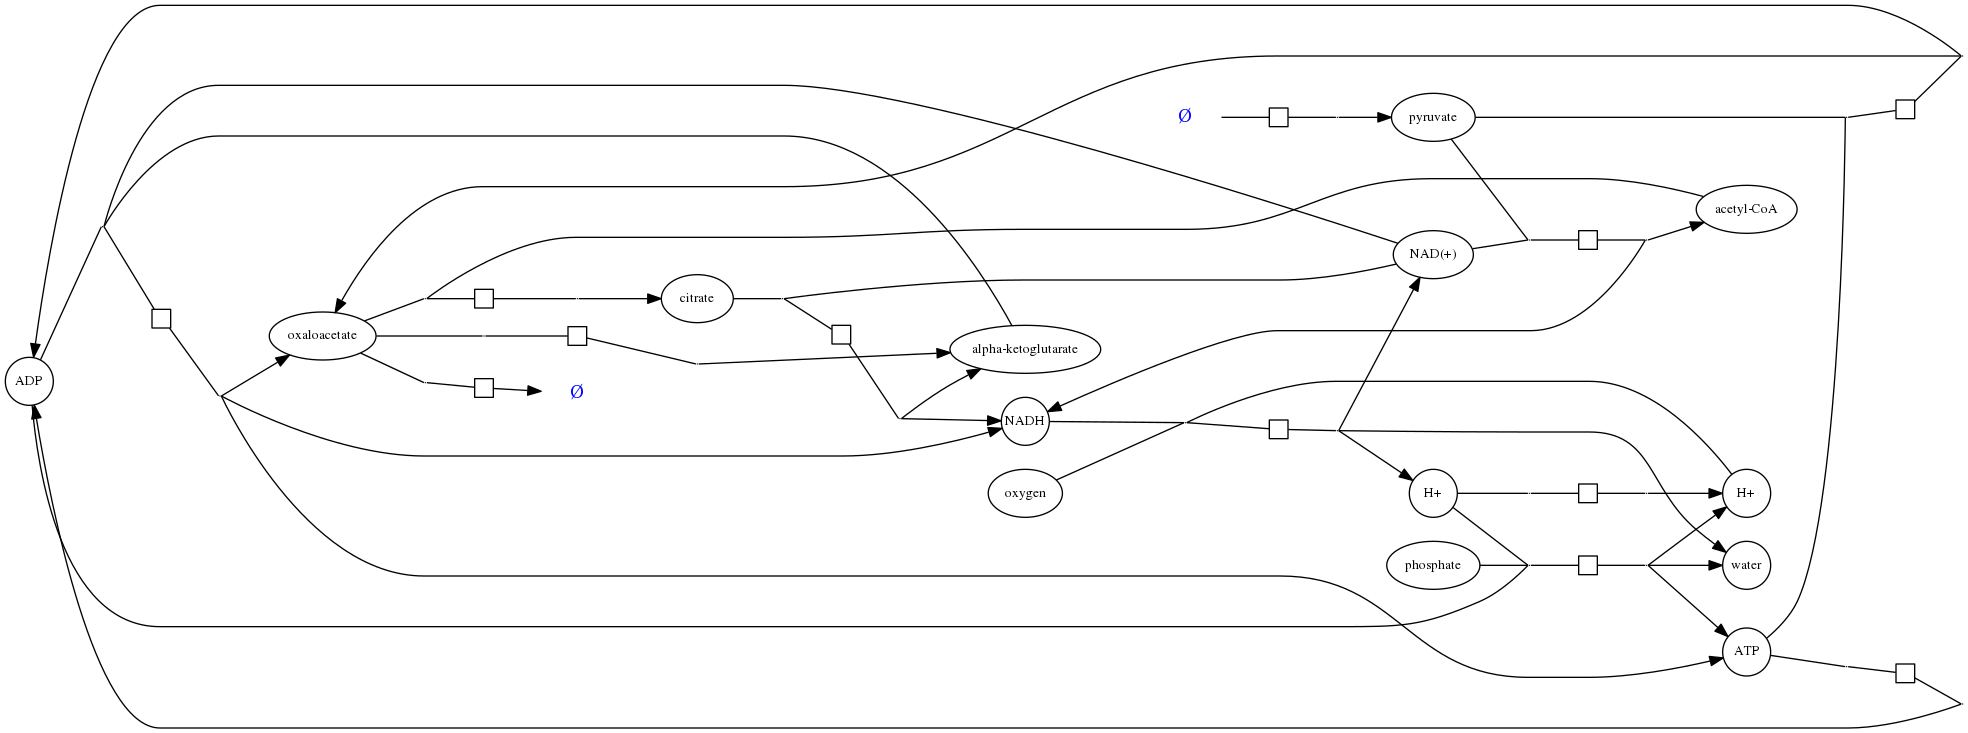 Ø
pyruvate
acetyl-CoA
NAD(+)
citrate
oxaloacetate
alpha-ketoglutarate
ADP
Ø
NADH
oxygen
H+
H+
phosphate
water
ATP